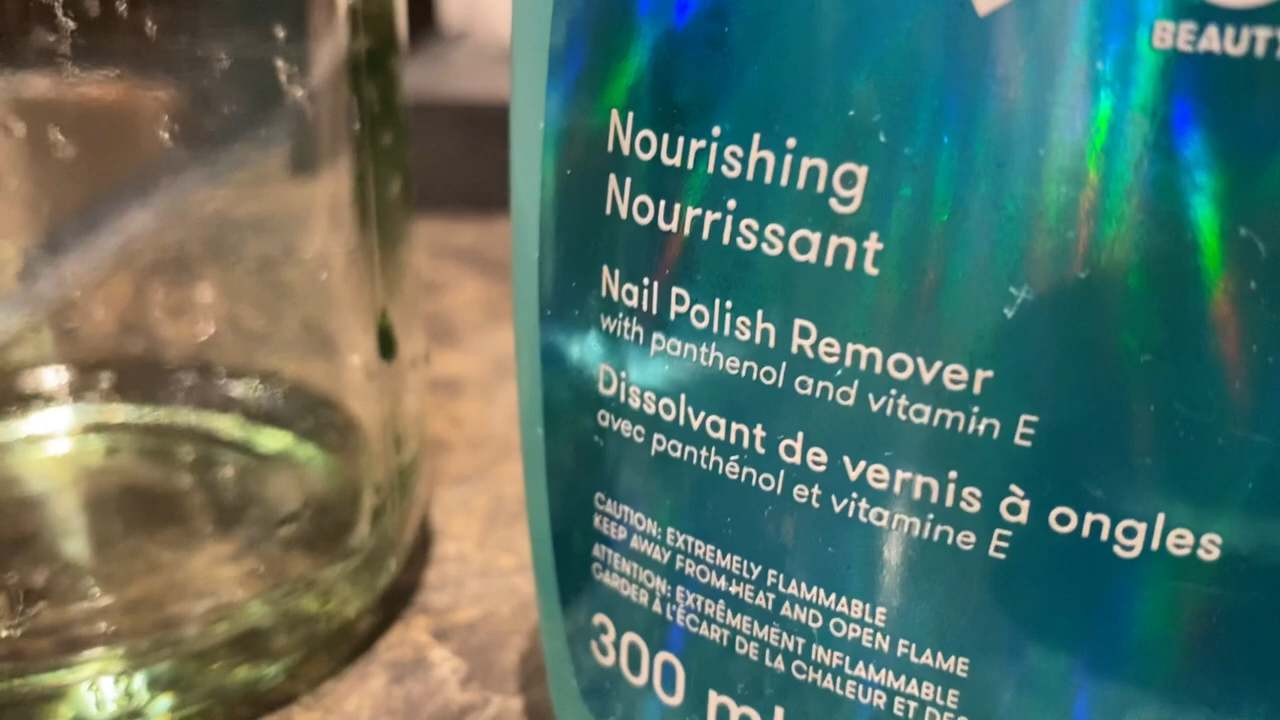 BEAUTY
Nourishing
Nourrissant
Nail Polish Remover
with panthenol and vitamin E
Dissolvant de vernis à ongles
avec panthénol et vitamine E
CAUTION: EXTREMELY FLAMMABLE
KEEP AWAY FROM HEAT AND OPEN FLAME
ATTENTION: EXTRÊMEMENT INFLAMMABLE
GARDER À L'ÉCART DE LA CHALEUR ET DES
300 ml